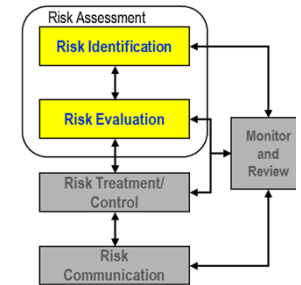 Risk Assessment
Risk Identification
Risk Evaluation
Monitor
and
Review
Risk Treatment/
Control
Risk
Communication